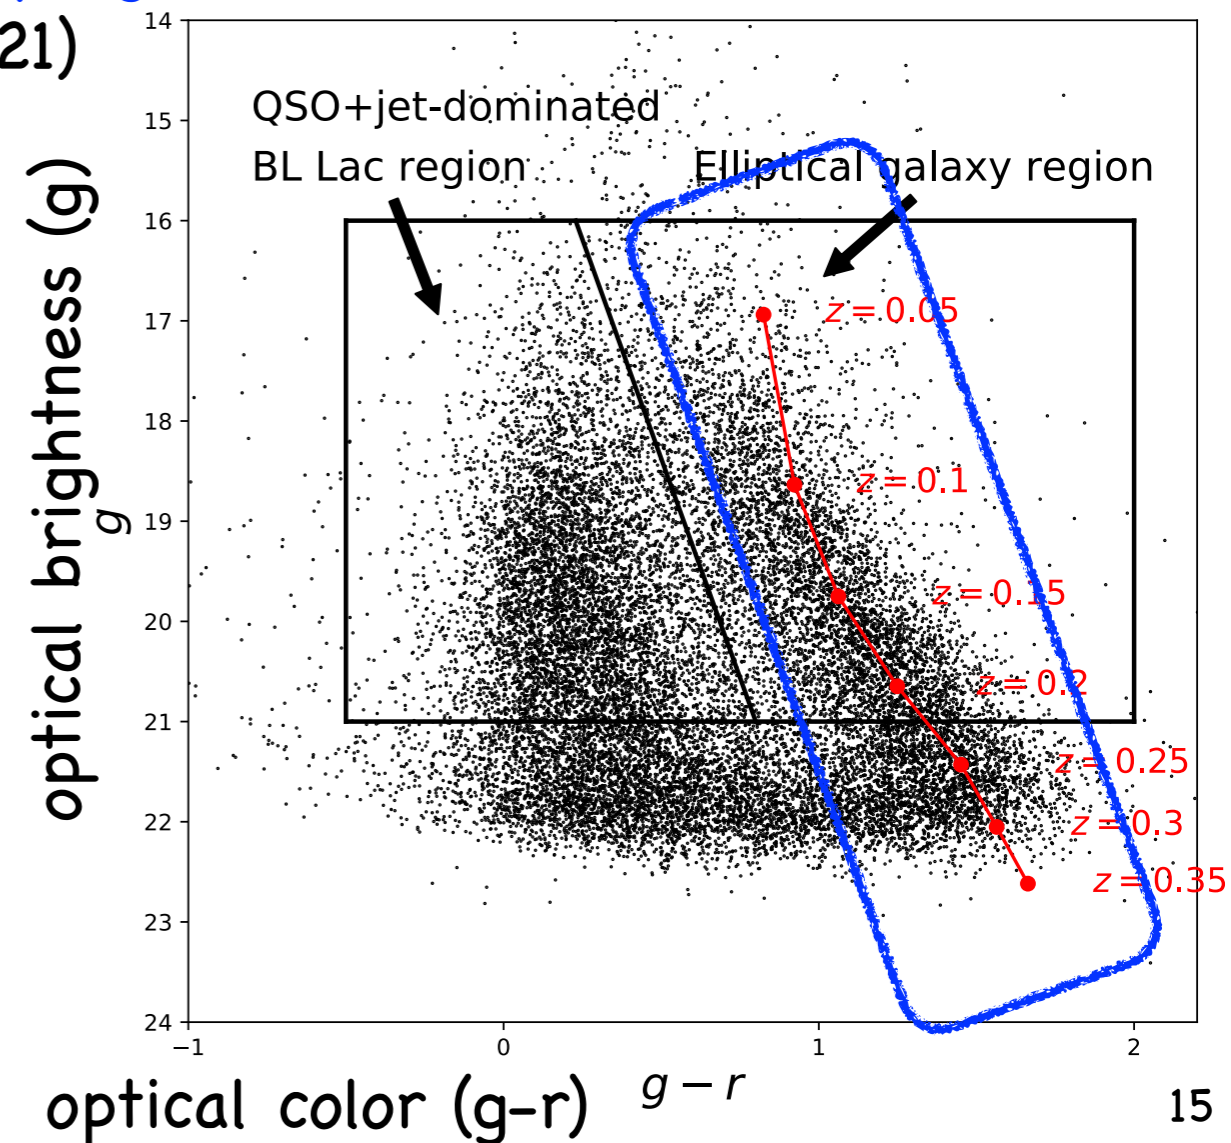 21)
14
15
16
17
18
19
20
21
22
23
24
optical brightness (g)
g
QSO+jet-dominated
BL Lac region
Elliptical galaxy region
z = 0.05
z = 0.1
z = 0.15
z = 0.2
z = 0.25
z = 0.3
z = 0.35
−1
0
1
2
g − r
optical color (g-r)
15